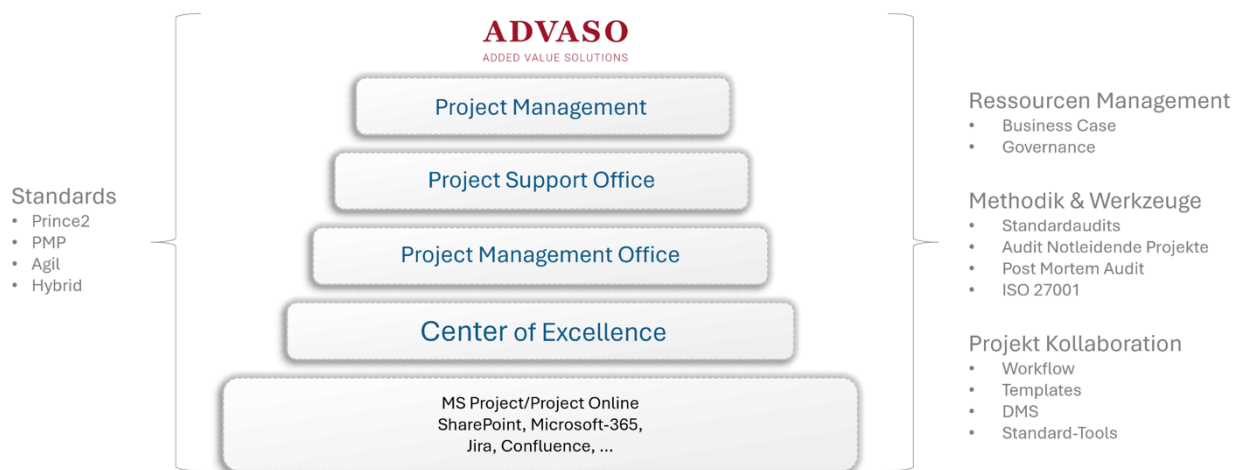 ADVASO
ADDED VALUE SOLUTIONS
Standards
• Prince2
• PMP
• Agil
• Hybrid
Project Management
Project Support Office
Project Management Office
Center of Excellence
MS Project/Project Online
SharePoint, Microsoft-365,
Jira, Confluence, ...
Ressourcen Management
• Business Case
• Governance
Methodik & Werkzeuge
• Standardaudits
• Audit Notleidende Projekte
• Post Mortem Audit
• ISO 27001
Projekt Kollaboration
• Workflow
• Templates
• DMS
• Standard-Tools